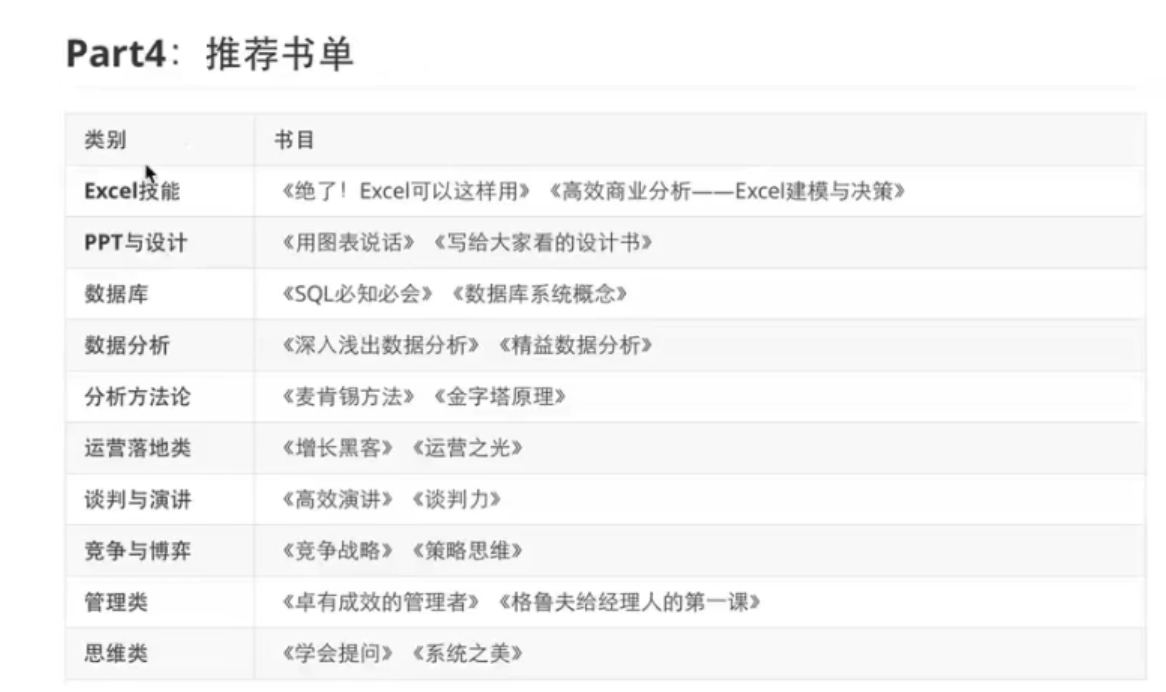 Part4：推荐书单
类别 书目
Excel技能 《绝了！Excel可以这样用》《高效商业分析——Excel建模与决策》
PPT与设计 《用图表说话》《写给大家看的设计书》
数据库 《SQL必知必会》《数据库系统概念》
数据分析 《深入浅出数据分析》《精益数据分析》
分析方法论 《麦肯锡方法》《金字塔原理》
运营落地类 《增长黑客》《运营之光》
谈判与演讲 《高效演讲》《谈判力》
竞争与博弈 《竞争战略》《策略思维》
管理类 《卓有成效的管理者》《格鲁夫给经理人的第一课》
思维类 《学会提问》《系统之美》